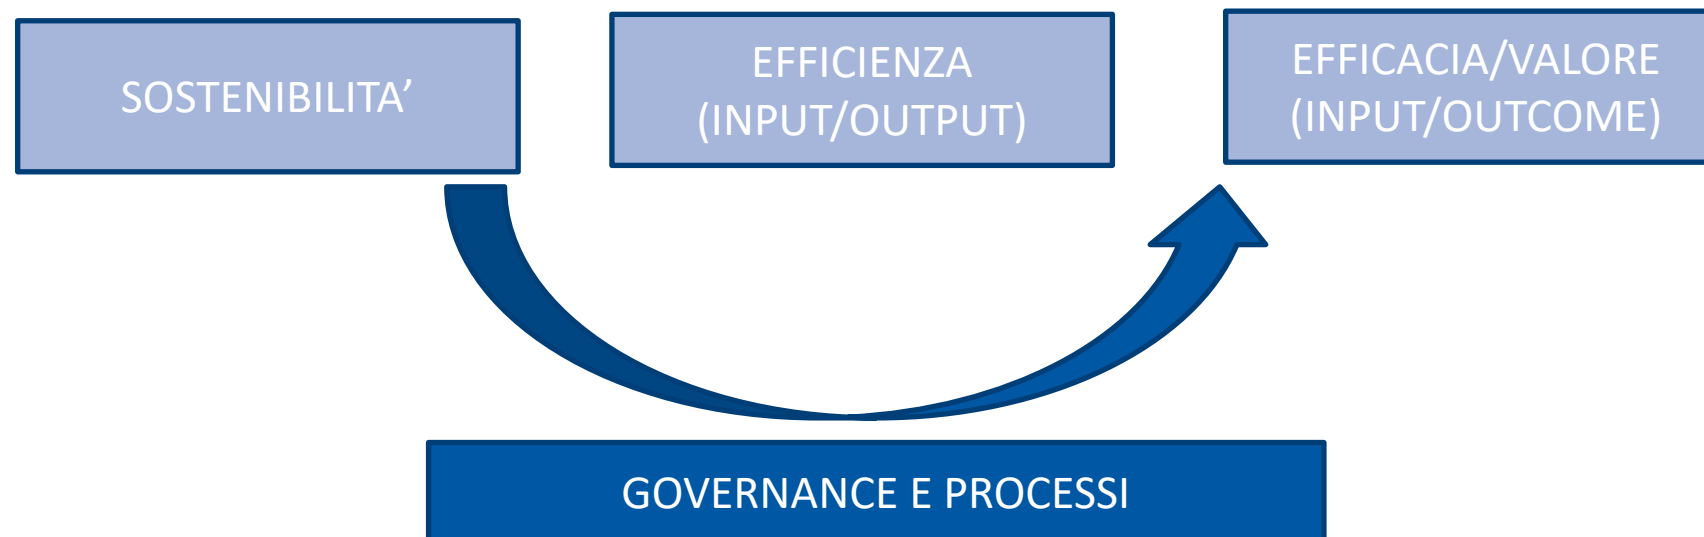 SOSTENIBILITA’
EFFICIENZA
(INPUT/OUTPUT)
EFFICACIA/VALORE
(INPUT/OUTCOME)
GOVERNANCE E PROCESSI